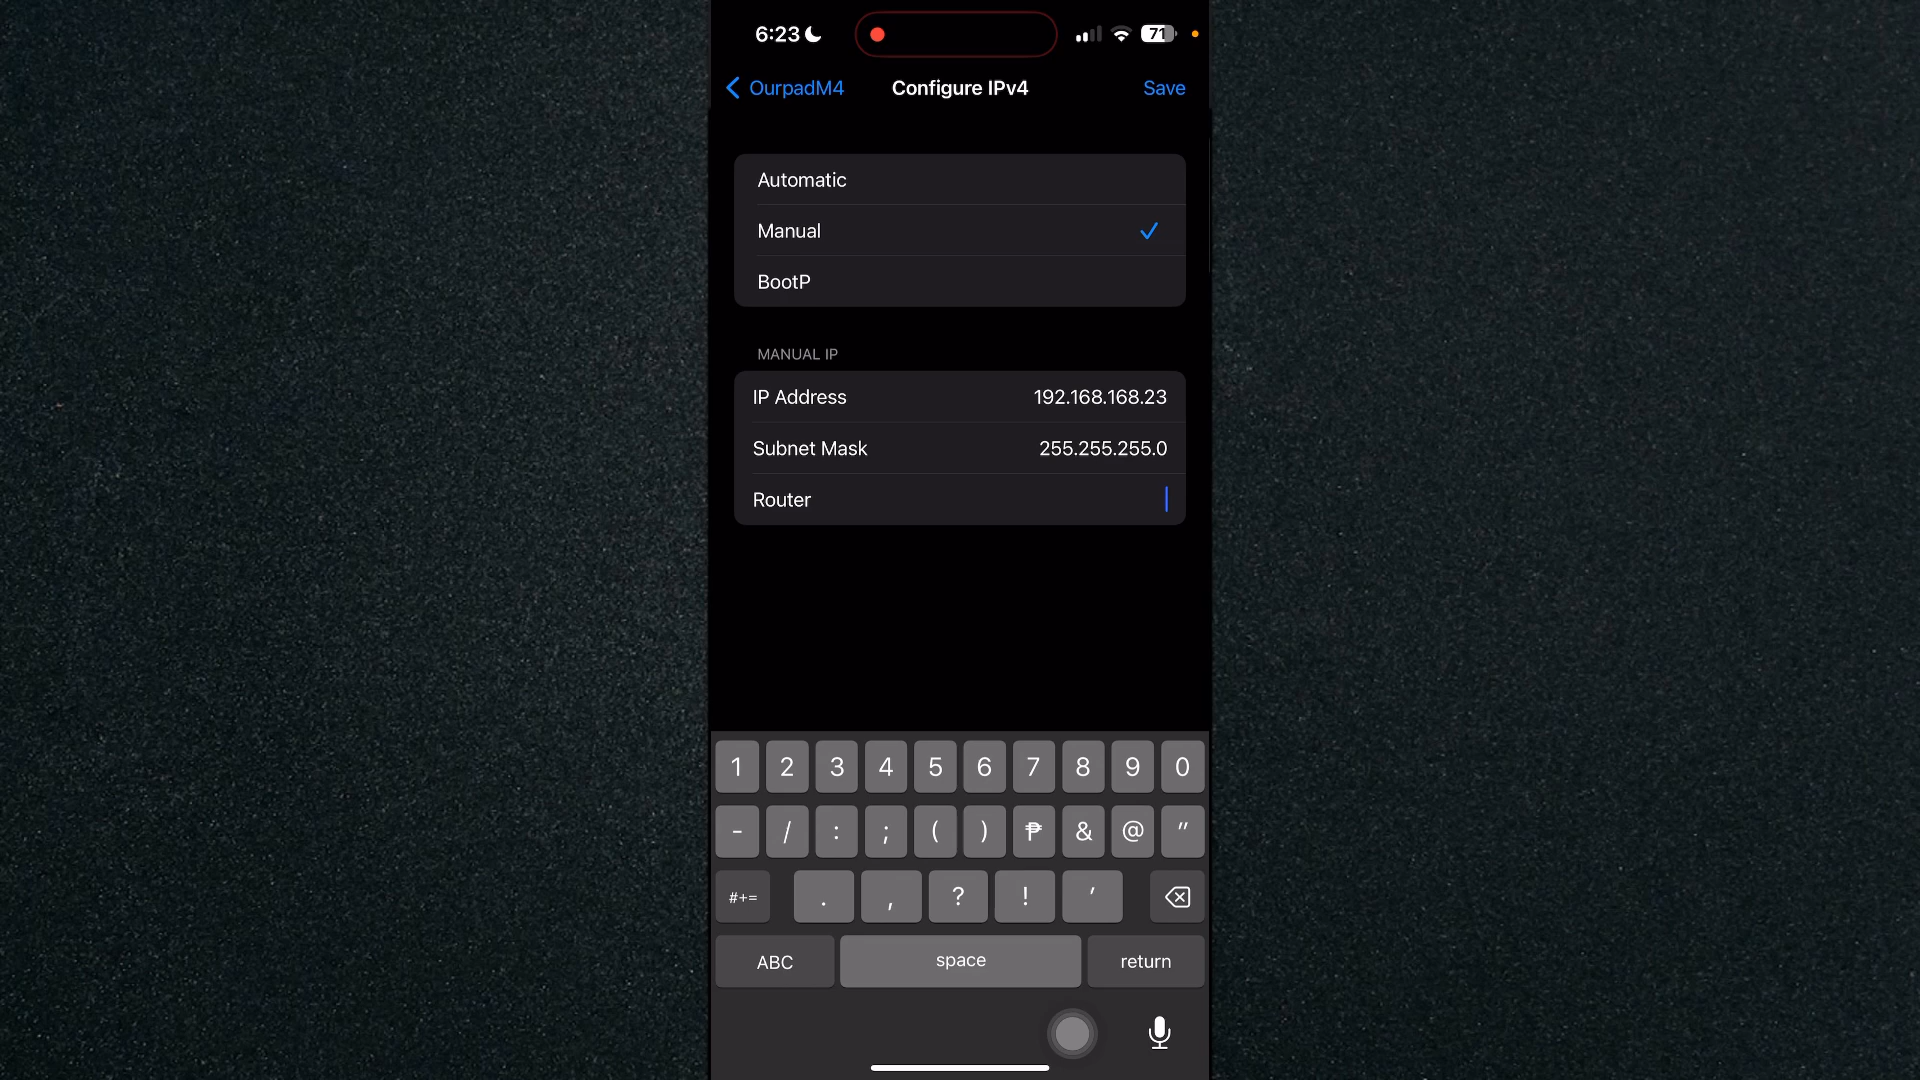 6:23 71
OurpadM4 Configure IPv4 Save
Automatic
Manual
BootP
MANUAL IP
IP Address 192.168.168.23
Subnet Mask 255.255.255.0
Router
1 2 3 4 5 6 7 8 9 0
- / : ; ( ) ₱ & @ "
#+= . , ? ! '
ABC space return